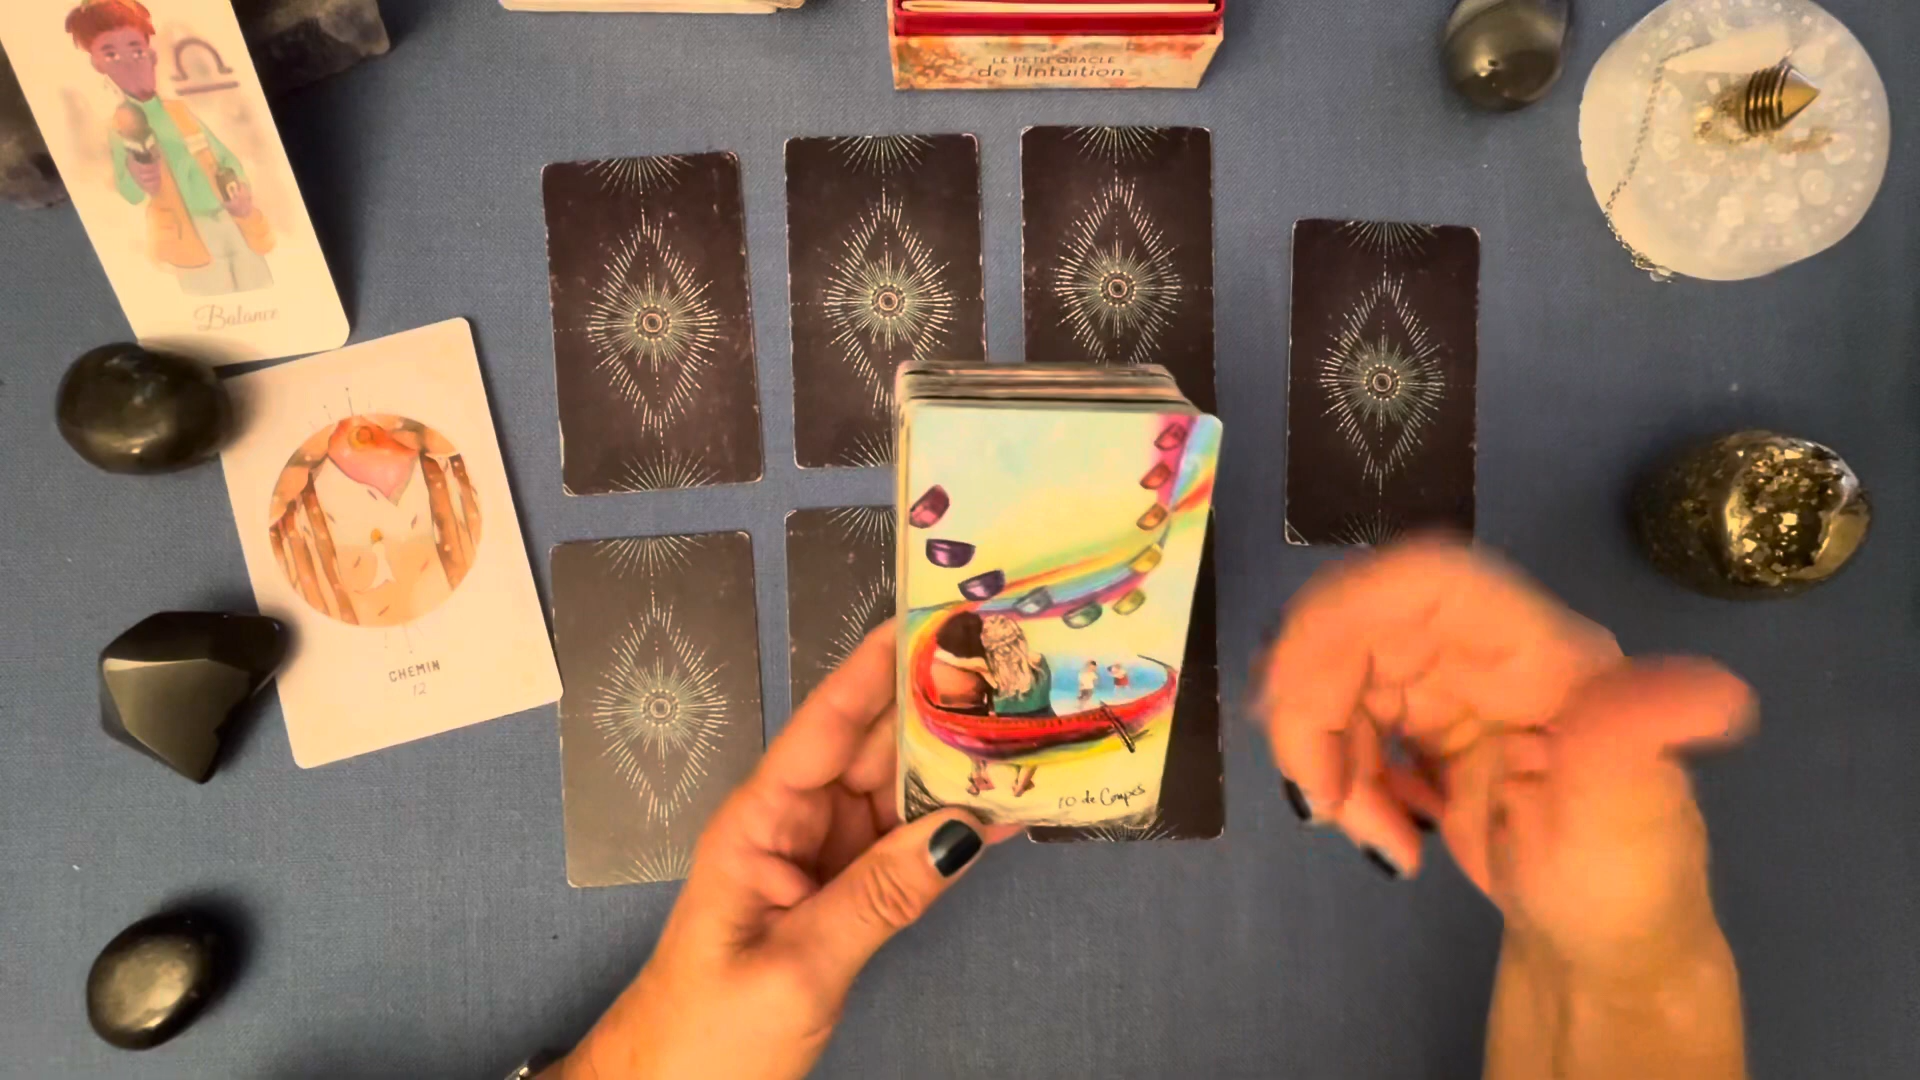 LE PETIT ORACLE
de l'Intuition
Balance
CHEMIN
12
10 de Coupes